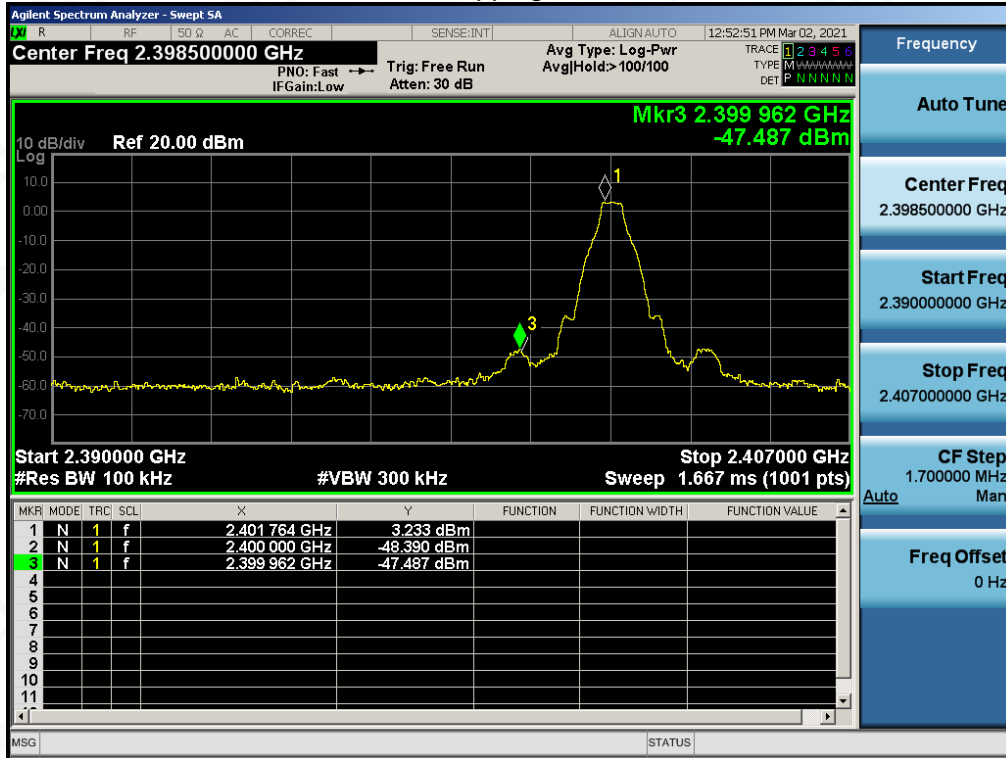 Agilent Spectrum Analyzer - Swept SA
LXI R RF 50 Ω AC CORREC SENSE:INT ALIGN AUTO 12:52:51 PM Mar 02, 2021
Center Freq 2.398500000 GHz
PNO: Fast
IFGain:Low
Trig: Free Run
Atten: 30 dB
Avg Type: Log-Pwr
Avg|Hold:>100/100
TRACE 1 2 3 4 5 6
TYPE M
DET P N N N N N
Mkr3 2.399 962 GHz
-47.487 dBm
10 dB/div Ref 20.00 dBm
Log
10.0
0.00
-10.0
-20.0
-30.0
-40.0
-50.0
-60.0
-70.0
1
3
Start 2.390000 GHz Stop 2.407000 GHz
#Res BW 100 kHz #VBW 300 kHz Sweep 1.667 ms (1001 pts)
MKR MODE TRC SCL X Y FUNCTION FUNCTION WIDTH FUNCTION VALUE
1 N 1 f 2.401 764 GHz 3.233 dBm
2 N 1 f 2.400 000 GHz -48.390 dBm
3 N 1 f 2.399 962 GHz -47.487 dBm
4
5
6
7
8
9
10
11
MSG STATUS
Frequency
Auto Tune
Center Freq
2.398500000 GHz
Start Freq
2.390000000 GHz
Stop Freq
2.407000000 GHz
CF Step
1.700000 MHz
Auto Man
Freq Offset
0 Hz